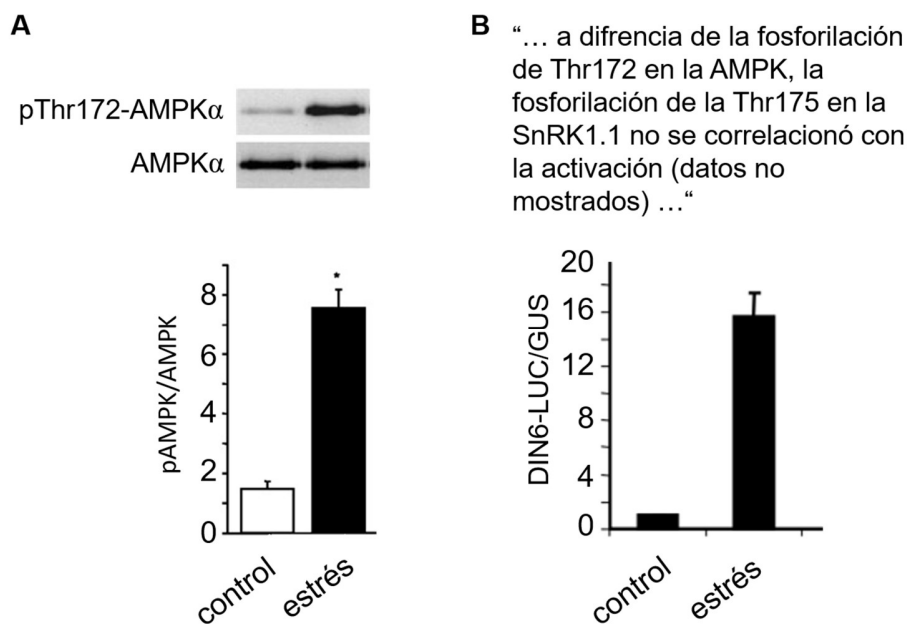 A
pThr172-AMPKα
AMPKα
8
6
4
2
0
pAMPK/AMPK
*
control
estrés
B
“... a difrencia de la fosforilación
de Thr172 en la AMPK, la
fosforilación de la Thr175 en la
SnRK1.1 no se correlacionó con
la activación (datos no
mostrados) ...“
20
16
12
8
4
0
DIN6-LUC/GUS
control
estrés